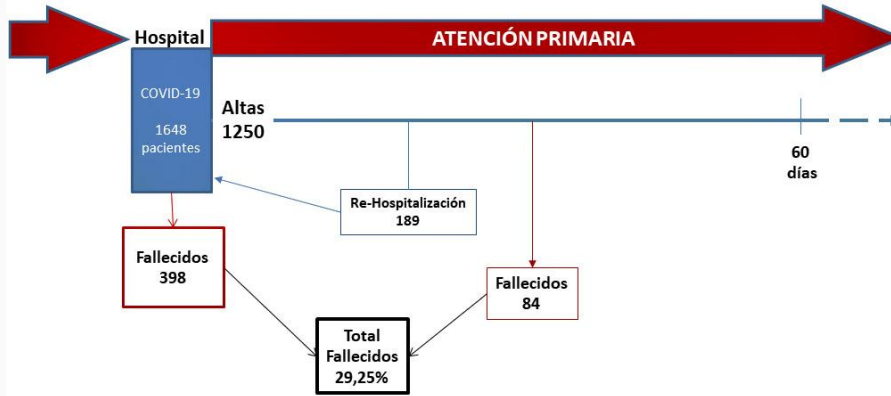 Hospital
ATENCIÓN PRIMARIA
COVID-19
1648
pacientes
Altas
1250
60
días
Re-Hospitalización
189
Fallecidos
398
Fallecidos
84
Total
Fallecidos
29,25%